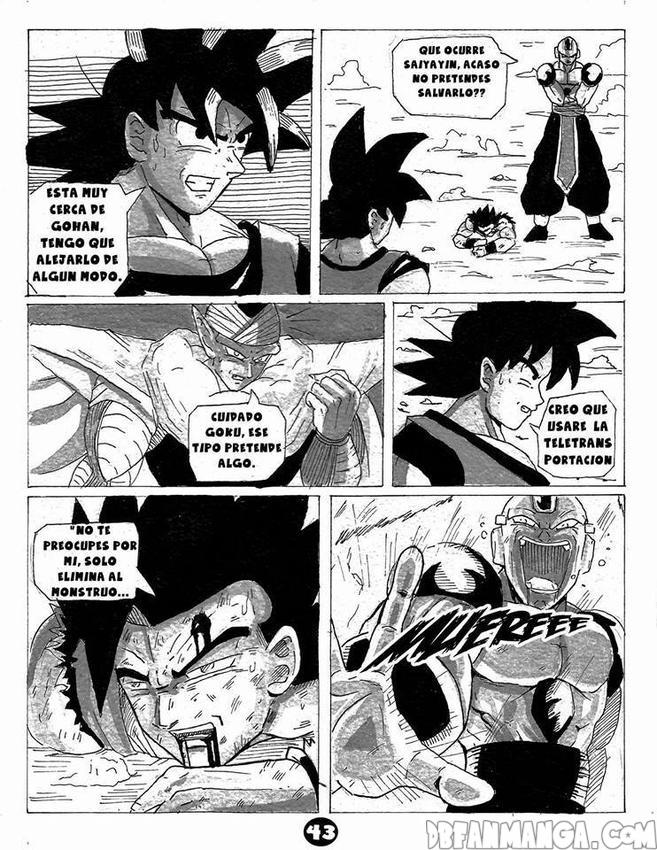 ESTA MUY
CERCA DE
GOHAN,
TENGO QUE
ALEJARLO DE
ALGUN MODO.
QUE OCURRE
SAIYAYIN, ACASO
NO PRETENDES
SALVARLO??
CUIDADO
GOKU, ESE
TIPO PRETENDE
ALGO.
CREO QUE
USARE LA
TELETRANS
PORTACION
"NO TE
PREOCUPES POR
MI, SOLO
ELIMINA AL
MONSTRUO...
MUEREEEE
43
DBFANMANGA.COM